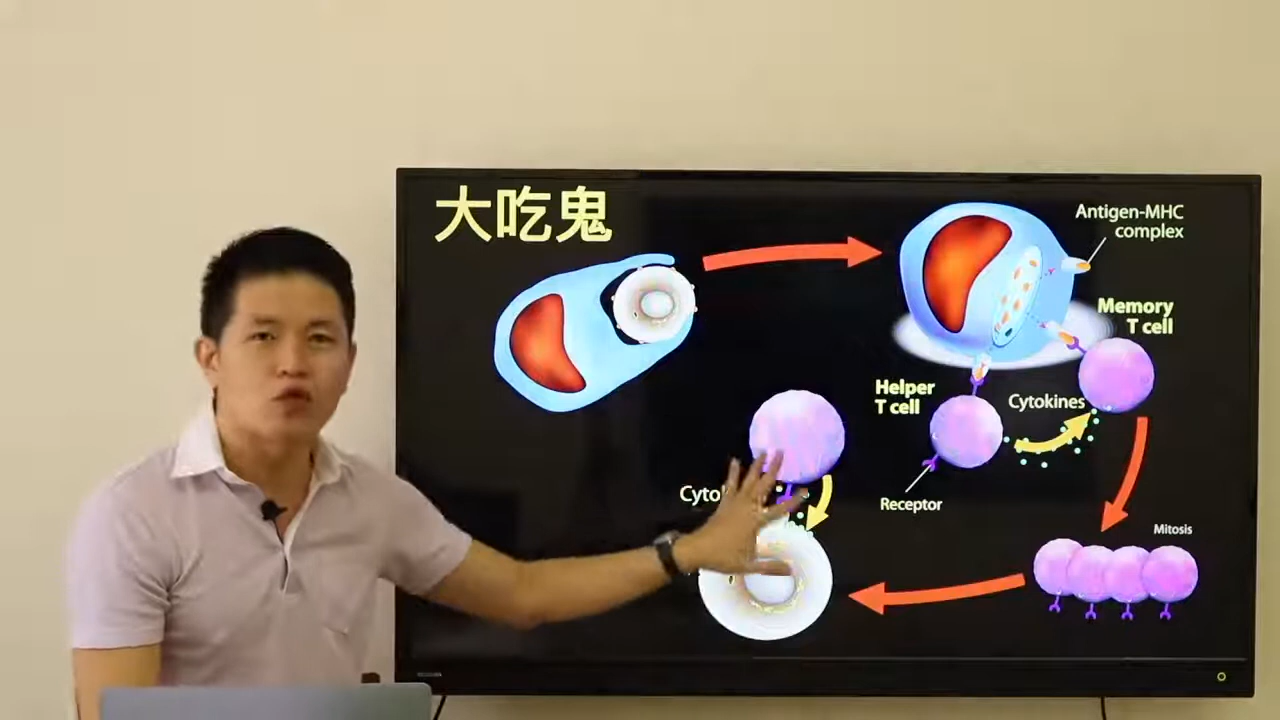 大吃鬼
Antigen-MHC
complex
Memory
T cell
Helper
T cell
Cytokines
Receptor
Mitosis